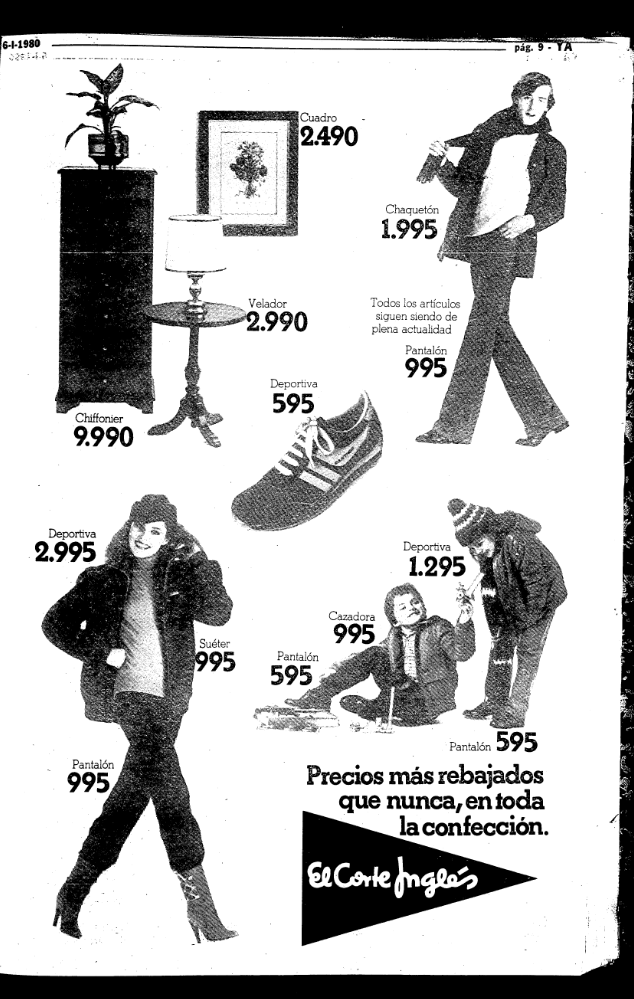 6-I-1980
pág. 9 - YA
Cuadro
2.490
Chaquetón
1.995
Velador
2.990
Todos los artículos
siguen siendo de
plena actualidad
Pantalón
995
Deportiva
595
Chiffonier
9.990
Deportiva
2.995
Deportiva
1.295
Cazadora
995
Suéter
995
Pantalón
595
Pantalón 595
Pantalón
995
Precios más rebajados
que nunca, en toda
la confección.
El Corte Inglés